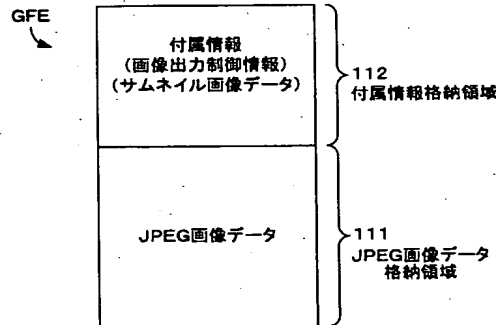 GFE
付属情報
(画像出力制御情報)
(サムネイル画像データ)
112
付属情報格納領域
JPEG画像データ
111
JPEG画像データ
格納領域